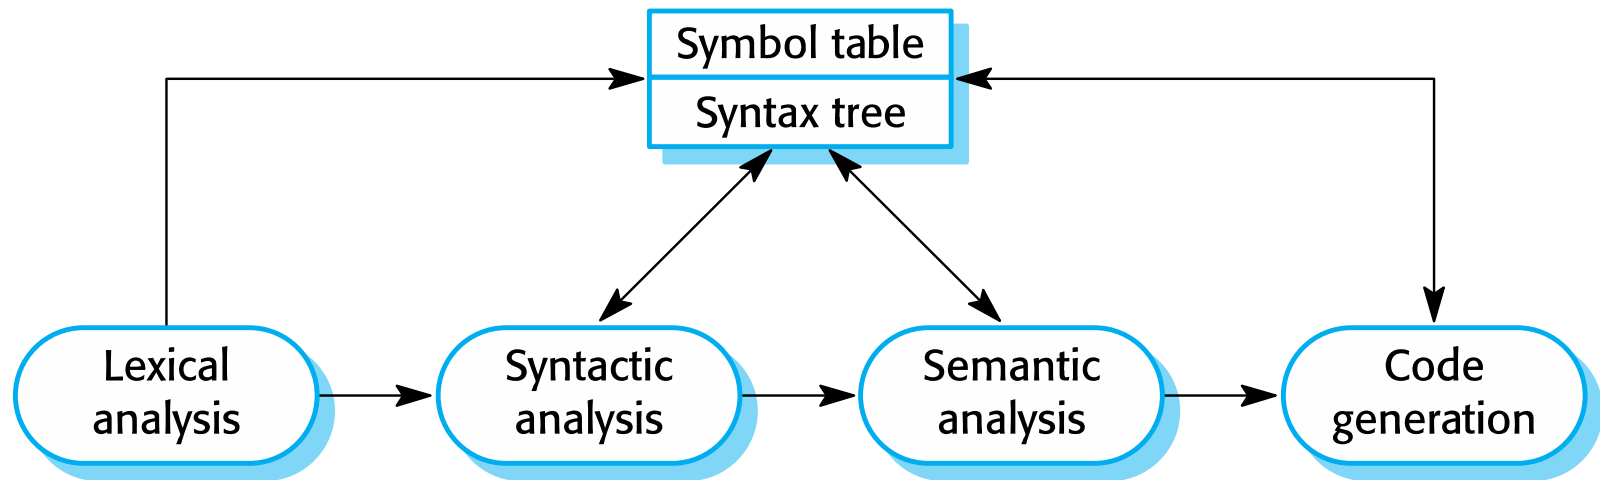 Symbol table
Syntax tree
Lexical
analysis
Syntactic
analysis
Semantic
analysis
Code
generation